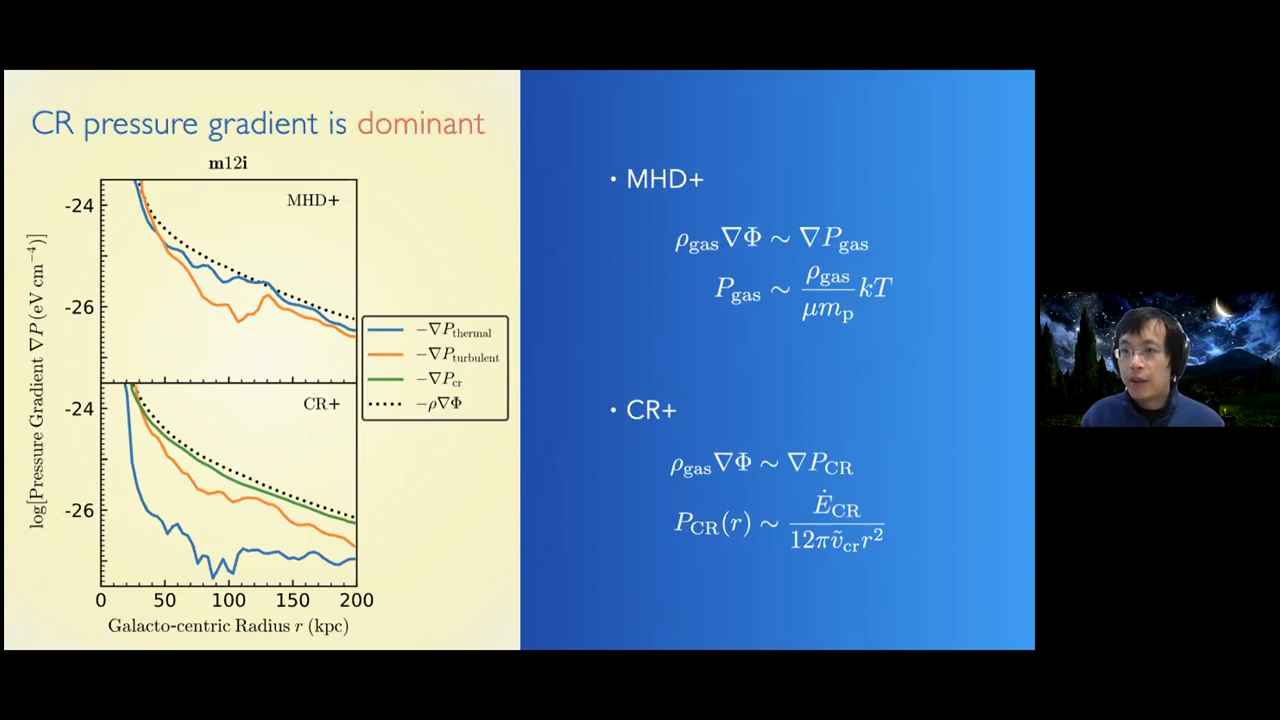 CR pressure gradient is dominant
m12i
MHD+
-24
-26
CR+
-24
-26
0 50 100 150 200
Galacto-centric Radius r (kpc)
log[Pressure Gradient ∇P (eV cm⁻⁴)]
−∇P_thermal
−∇P_turbulent
−∇P_cr
−ρ∇Φ
• MHD+
ρ_gas∇Φ ~ ∇P_gas
P_gas ~ ρ_gas/(μm_p) kT
• CR+
ρ_gas∇Φ ~ ∇P_CR
P_CR(r) ~ Ė_CR/(12πṽ_cr r²)